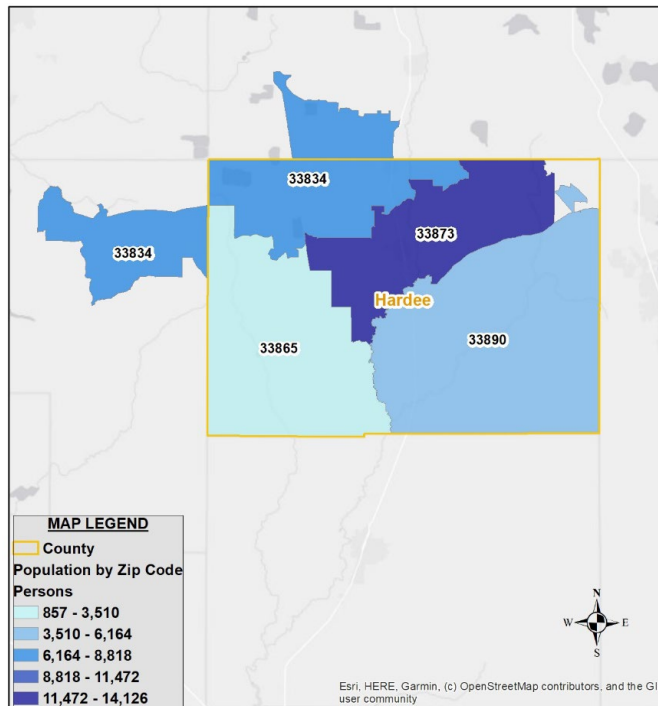 33834
33834
33873
Hardee
33865
33890
MAP LEGEND
County
Population by Zip Code
Persons
857 - 3,510
3,510 - 6,164
6,164 - 8,818
8,818 - 11,472
11,472 - 14,126
N
W E
S
Esri, HERE, Garmin, (c) OpenStreetMap contributors, and the GI
user community